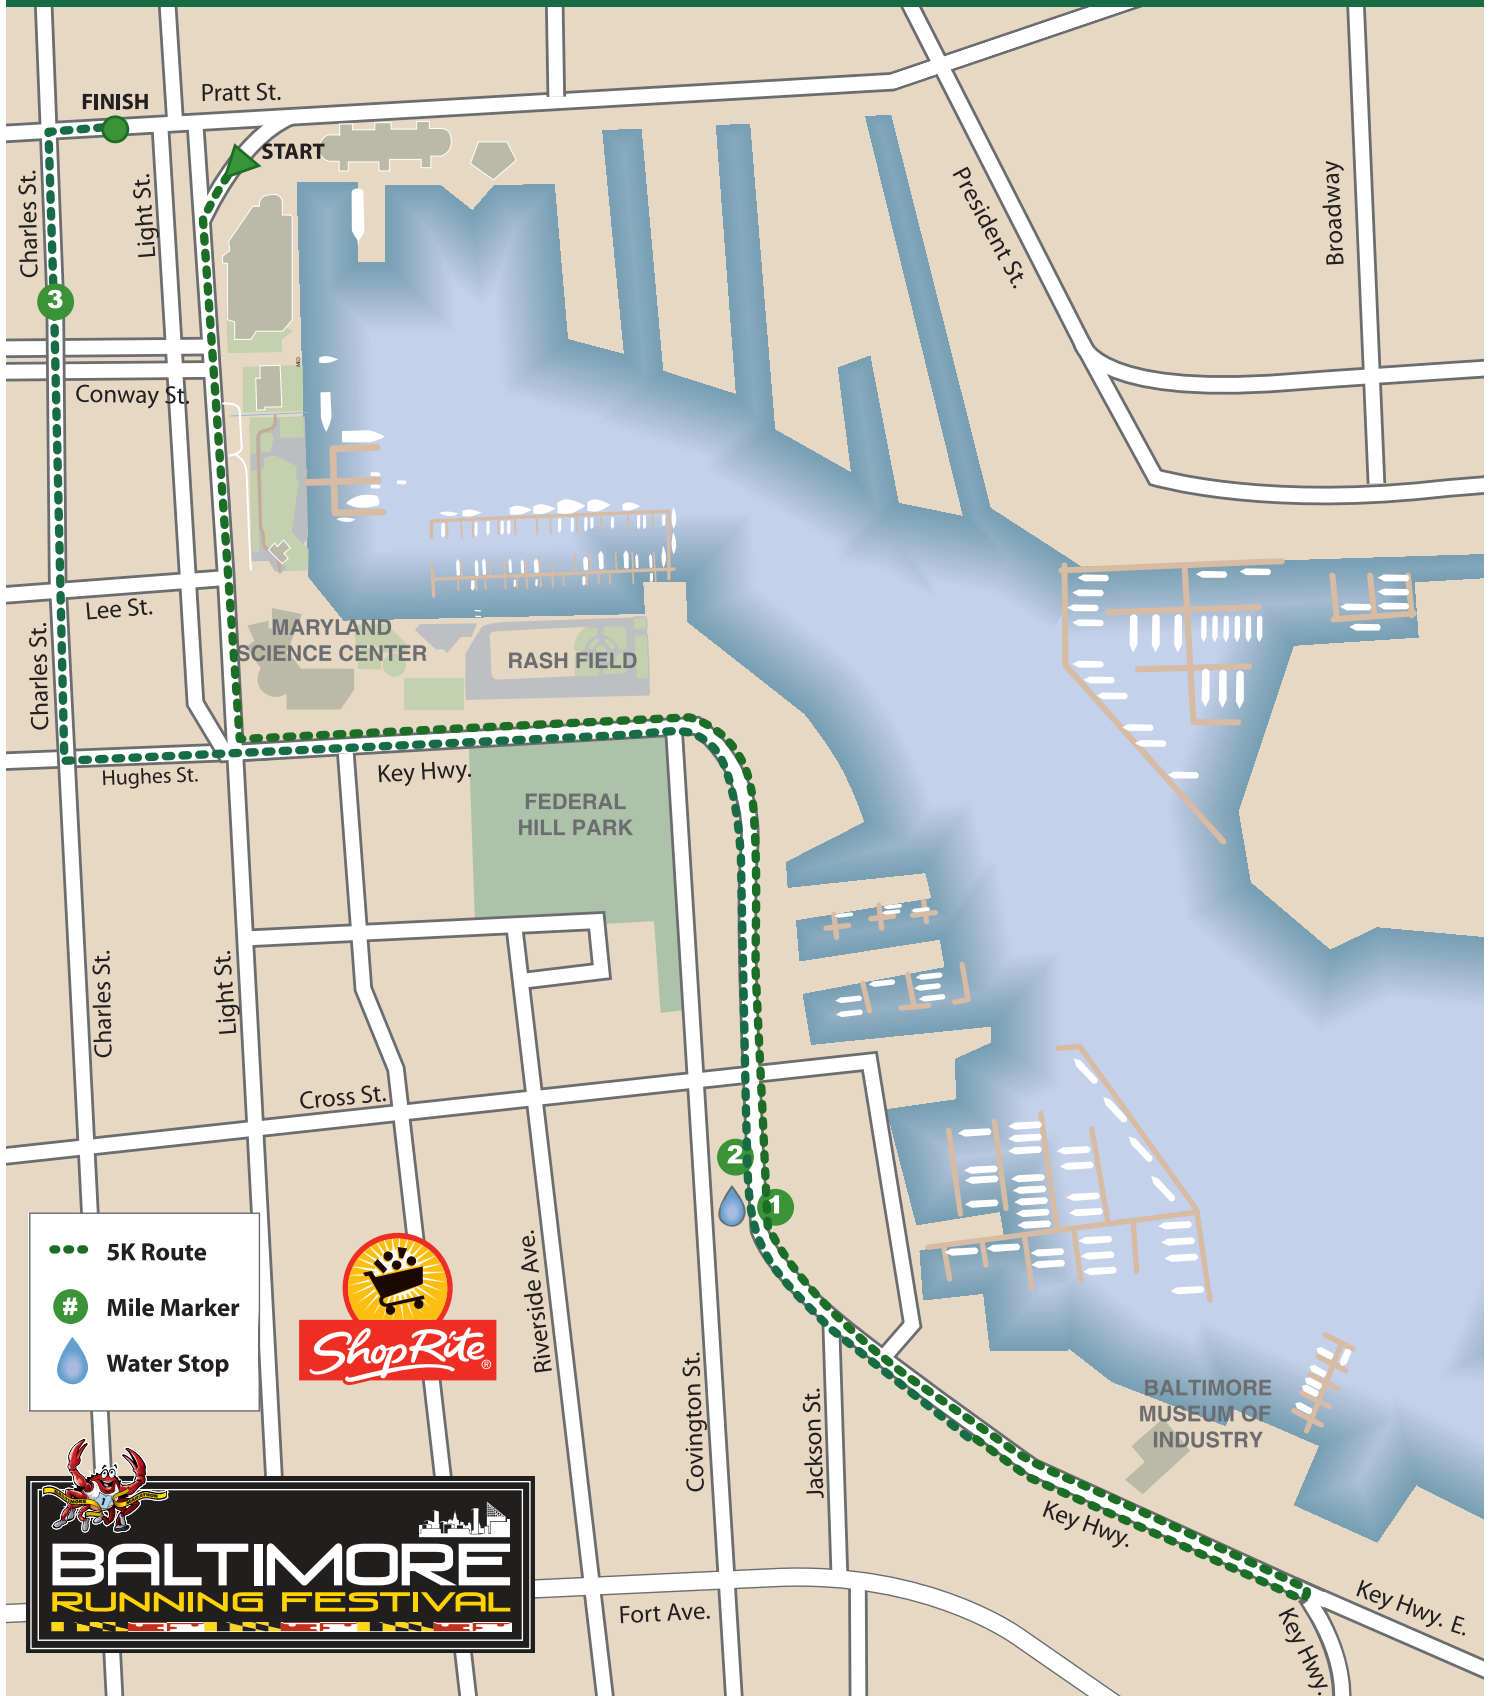 Pratt St.
FINISH
START
Charles St.
Light St.
President St.
Broadway
3
Conway St.
Lee St.
Charles St.
MARYLAND
SCIENCE CENTER
RASH FIELD
Hughes St.
Key Hwy.
FEDERAL
HILL PARK
Charles St.
Light St.
Cross St.
2
1
5K Route
# Mile Marker
Water Stop
ShopRite®
Riverside Ave.
Covington St.
Jackson St.
BALTIMORE
MUSEUM OF
INDUSTRY
Key Hwy.
Key Hwy. E.
Key Hwy.
Fort Ave.
BALTIMORE
RUNNING FESTIVAL